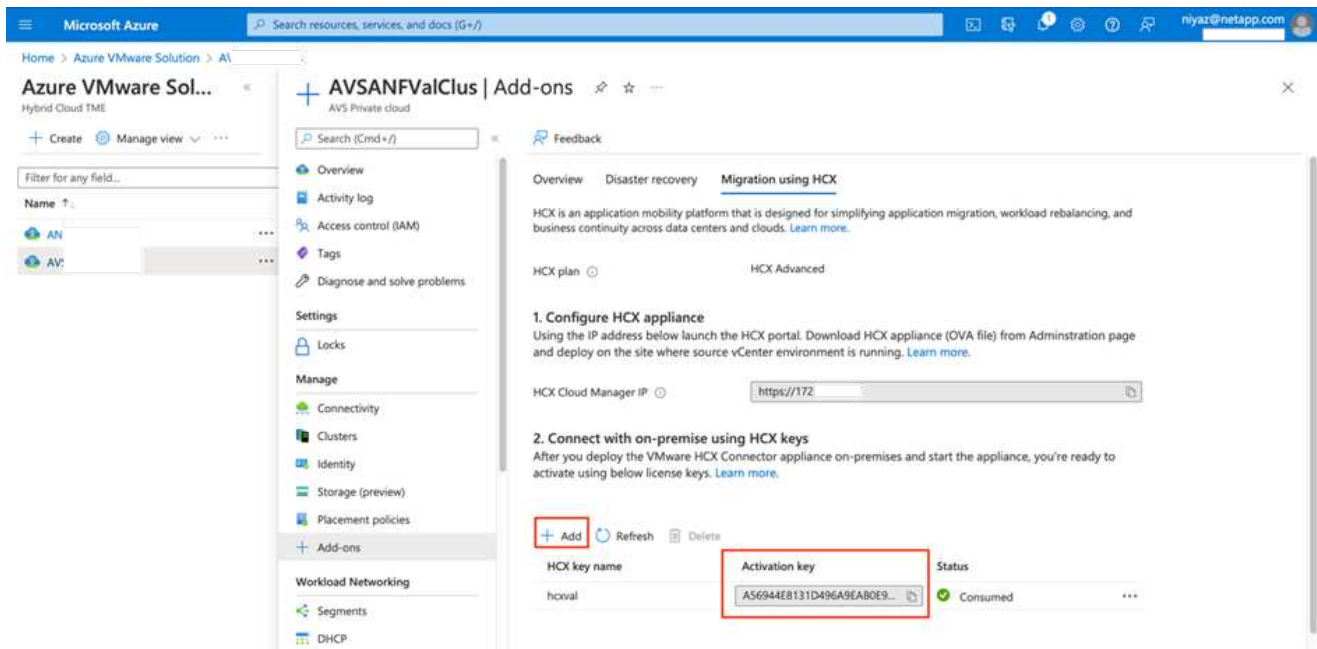 Microsoft Azure
Search resources, services, and docs (G+/)
niyaz@netapp.com
Home > Azure VMware Solution >
Azure VMware Sol...
Hybrid Cloud TME
Create Manage view ...
Filter for any field...
Name ↑↓
AN
AVS
AVSANFValClus | Add-ons
AVS Private cloud
Search (Cmd+/)
Overview
Activity log
Access control (IAM)
Tags
Diagnose and solve problems
Settings
Locks
Manage
Connectivity
Clusters
Identity
Storage (preview)
Placement policies
Add-ons
Workload Networking
Segments
DHCP
Feedback
Overview Disaster recovery Migration using HCX
HCX is an application mobility platform that is designed for simplifying application migration, workload rebalancing, and
business continuity across data centers and clouds. Learn more.
HCX plan HCX Advanced
1. Configure HCX appliance
Using the IP address below launch the HCX portal. Download HCX appliance (OVA file) from Adminstration page
and deploy on the site where source vCenter environment is running. Learn more.
HCX Cloud Manager IP https://172
2. Connect with on-premise using HCX keys
After you deploy the VMware HCX Connector appliance on-premises and start the appliance, you're ready to
activate using below license keys. Learn more.
Add Refresh Delete
HCX key name Activation key Status
hcxval A56944E8131D496A9EAB0E9... Consumed ...